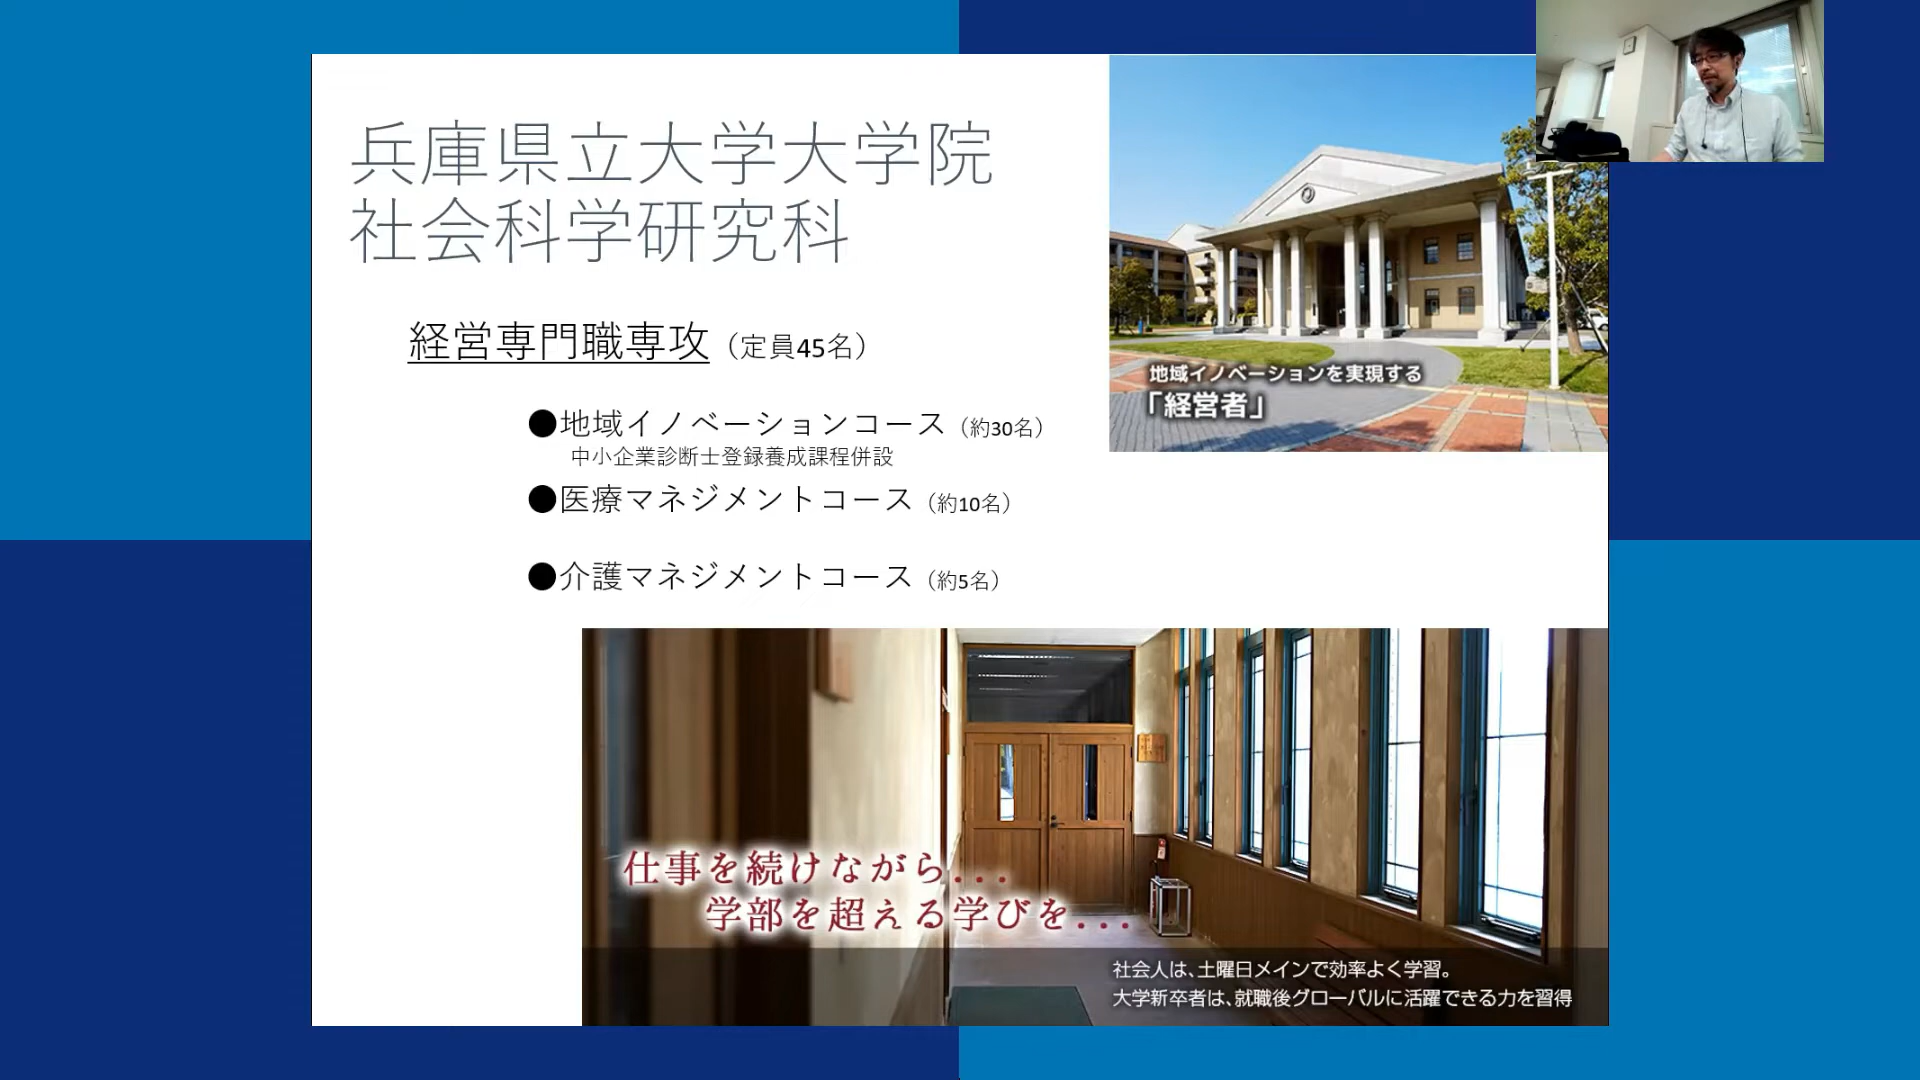 兵庫県立大学大学院
社会科学研究科
経営専門職専攻（定員45名）
●地域イノベーションコース（約30名）
中小企業診断士登録養成課程併設
●医療マネジメントコース（約10名）
●介護マネジメントコース（約5名）
地域イノベーションを実現する
「経営者」
仕事を続けながら...
学部を超える学びを...
社会人は、土曜日メインで効率よく学習。
大学新卒者は、就職後グローバルに活躍できる力を習得